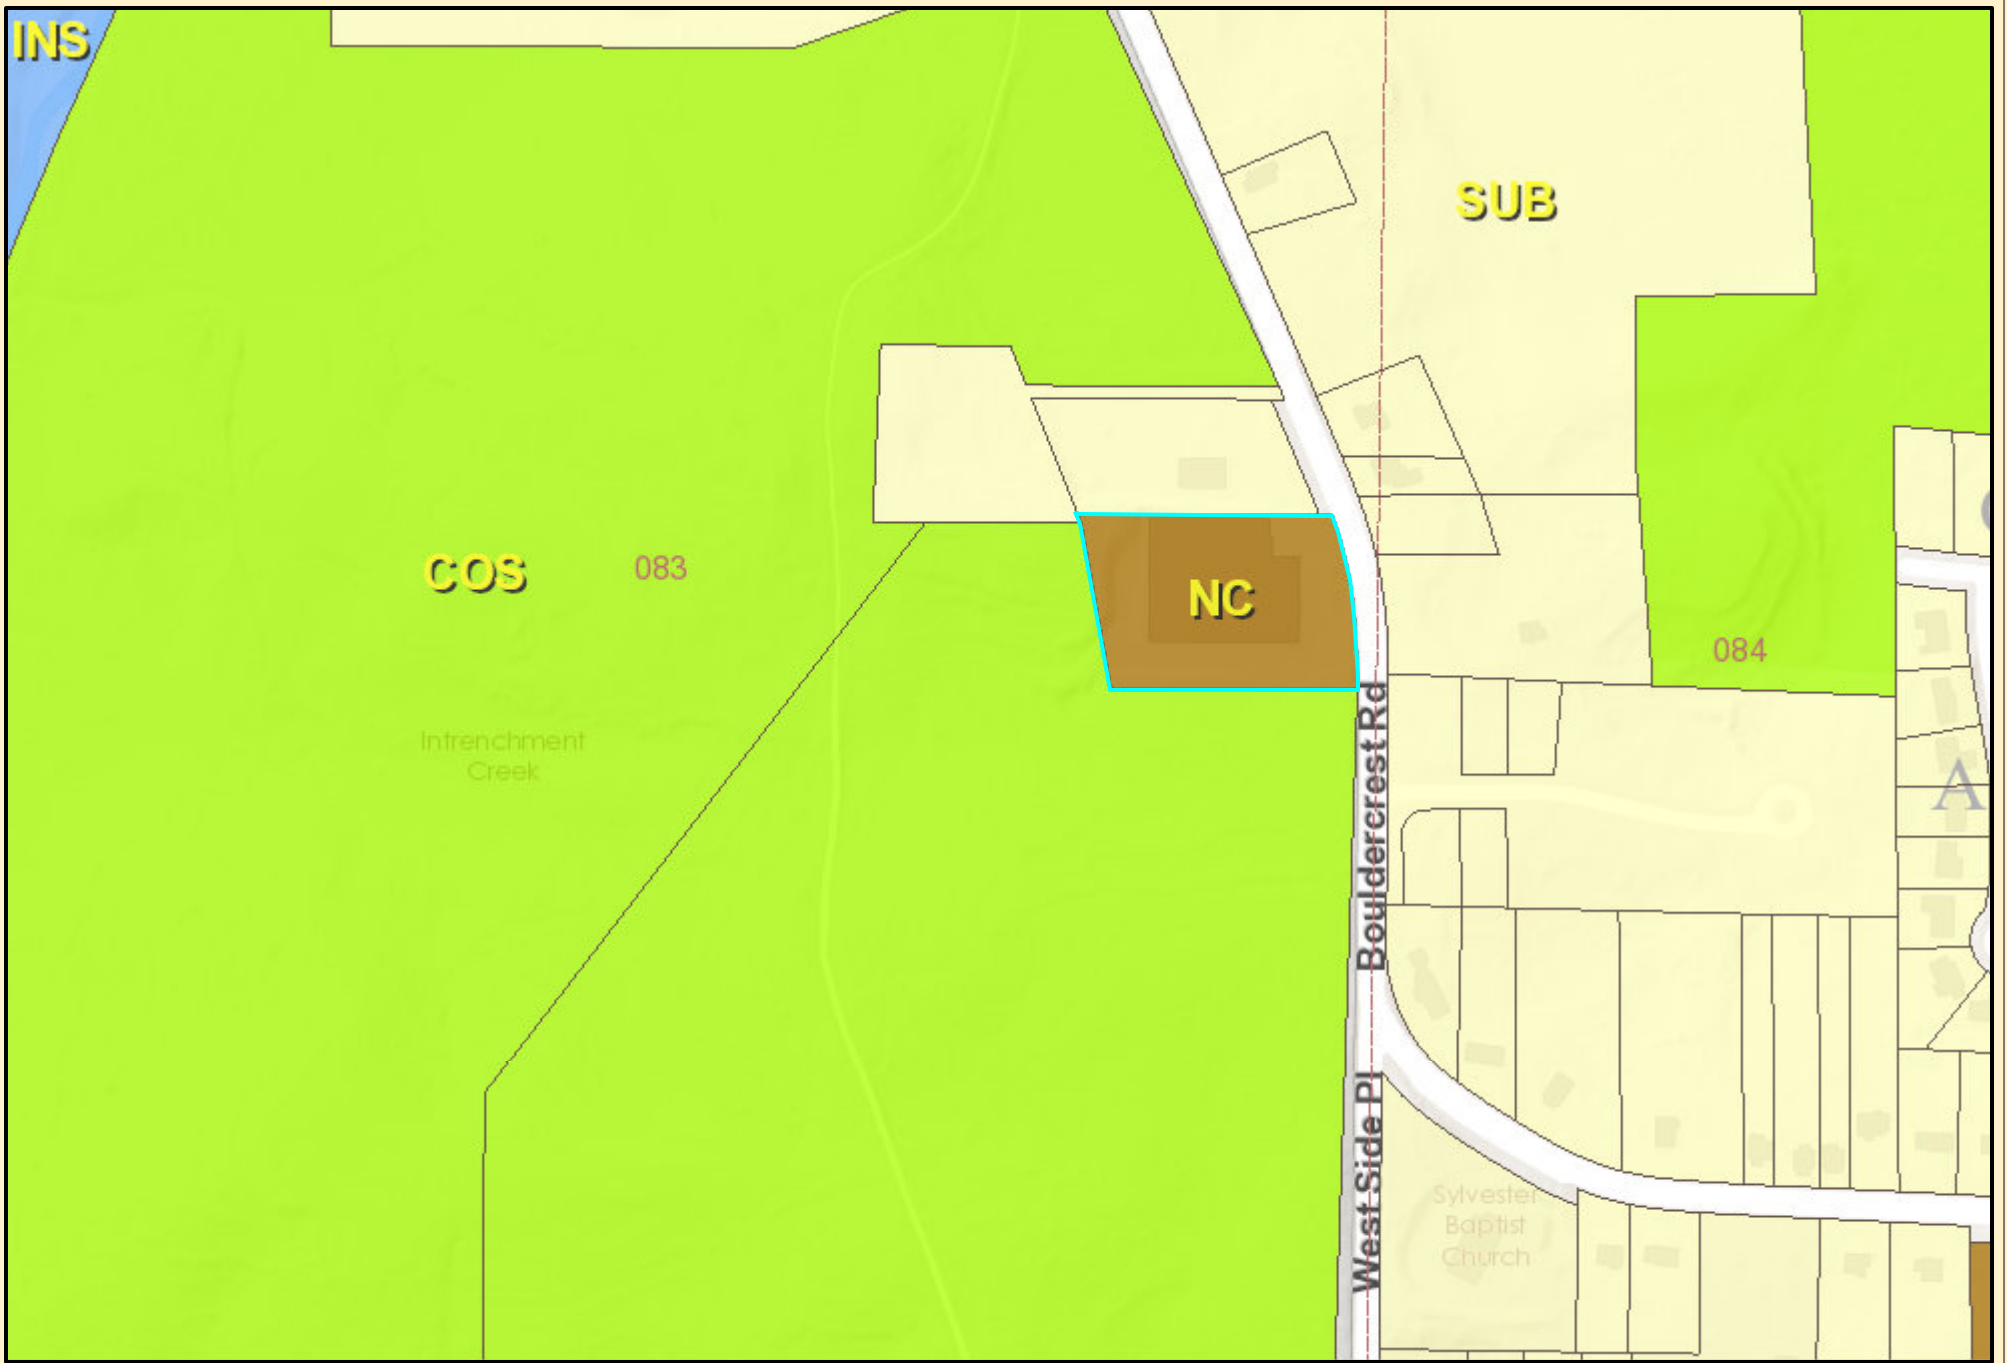 INS
SUB
COS
083
NC
084
Bouldercrest Rd
Intrenchment
Creek
A
West Side Pl
Sylvester
Baptist
Church